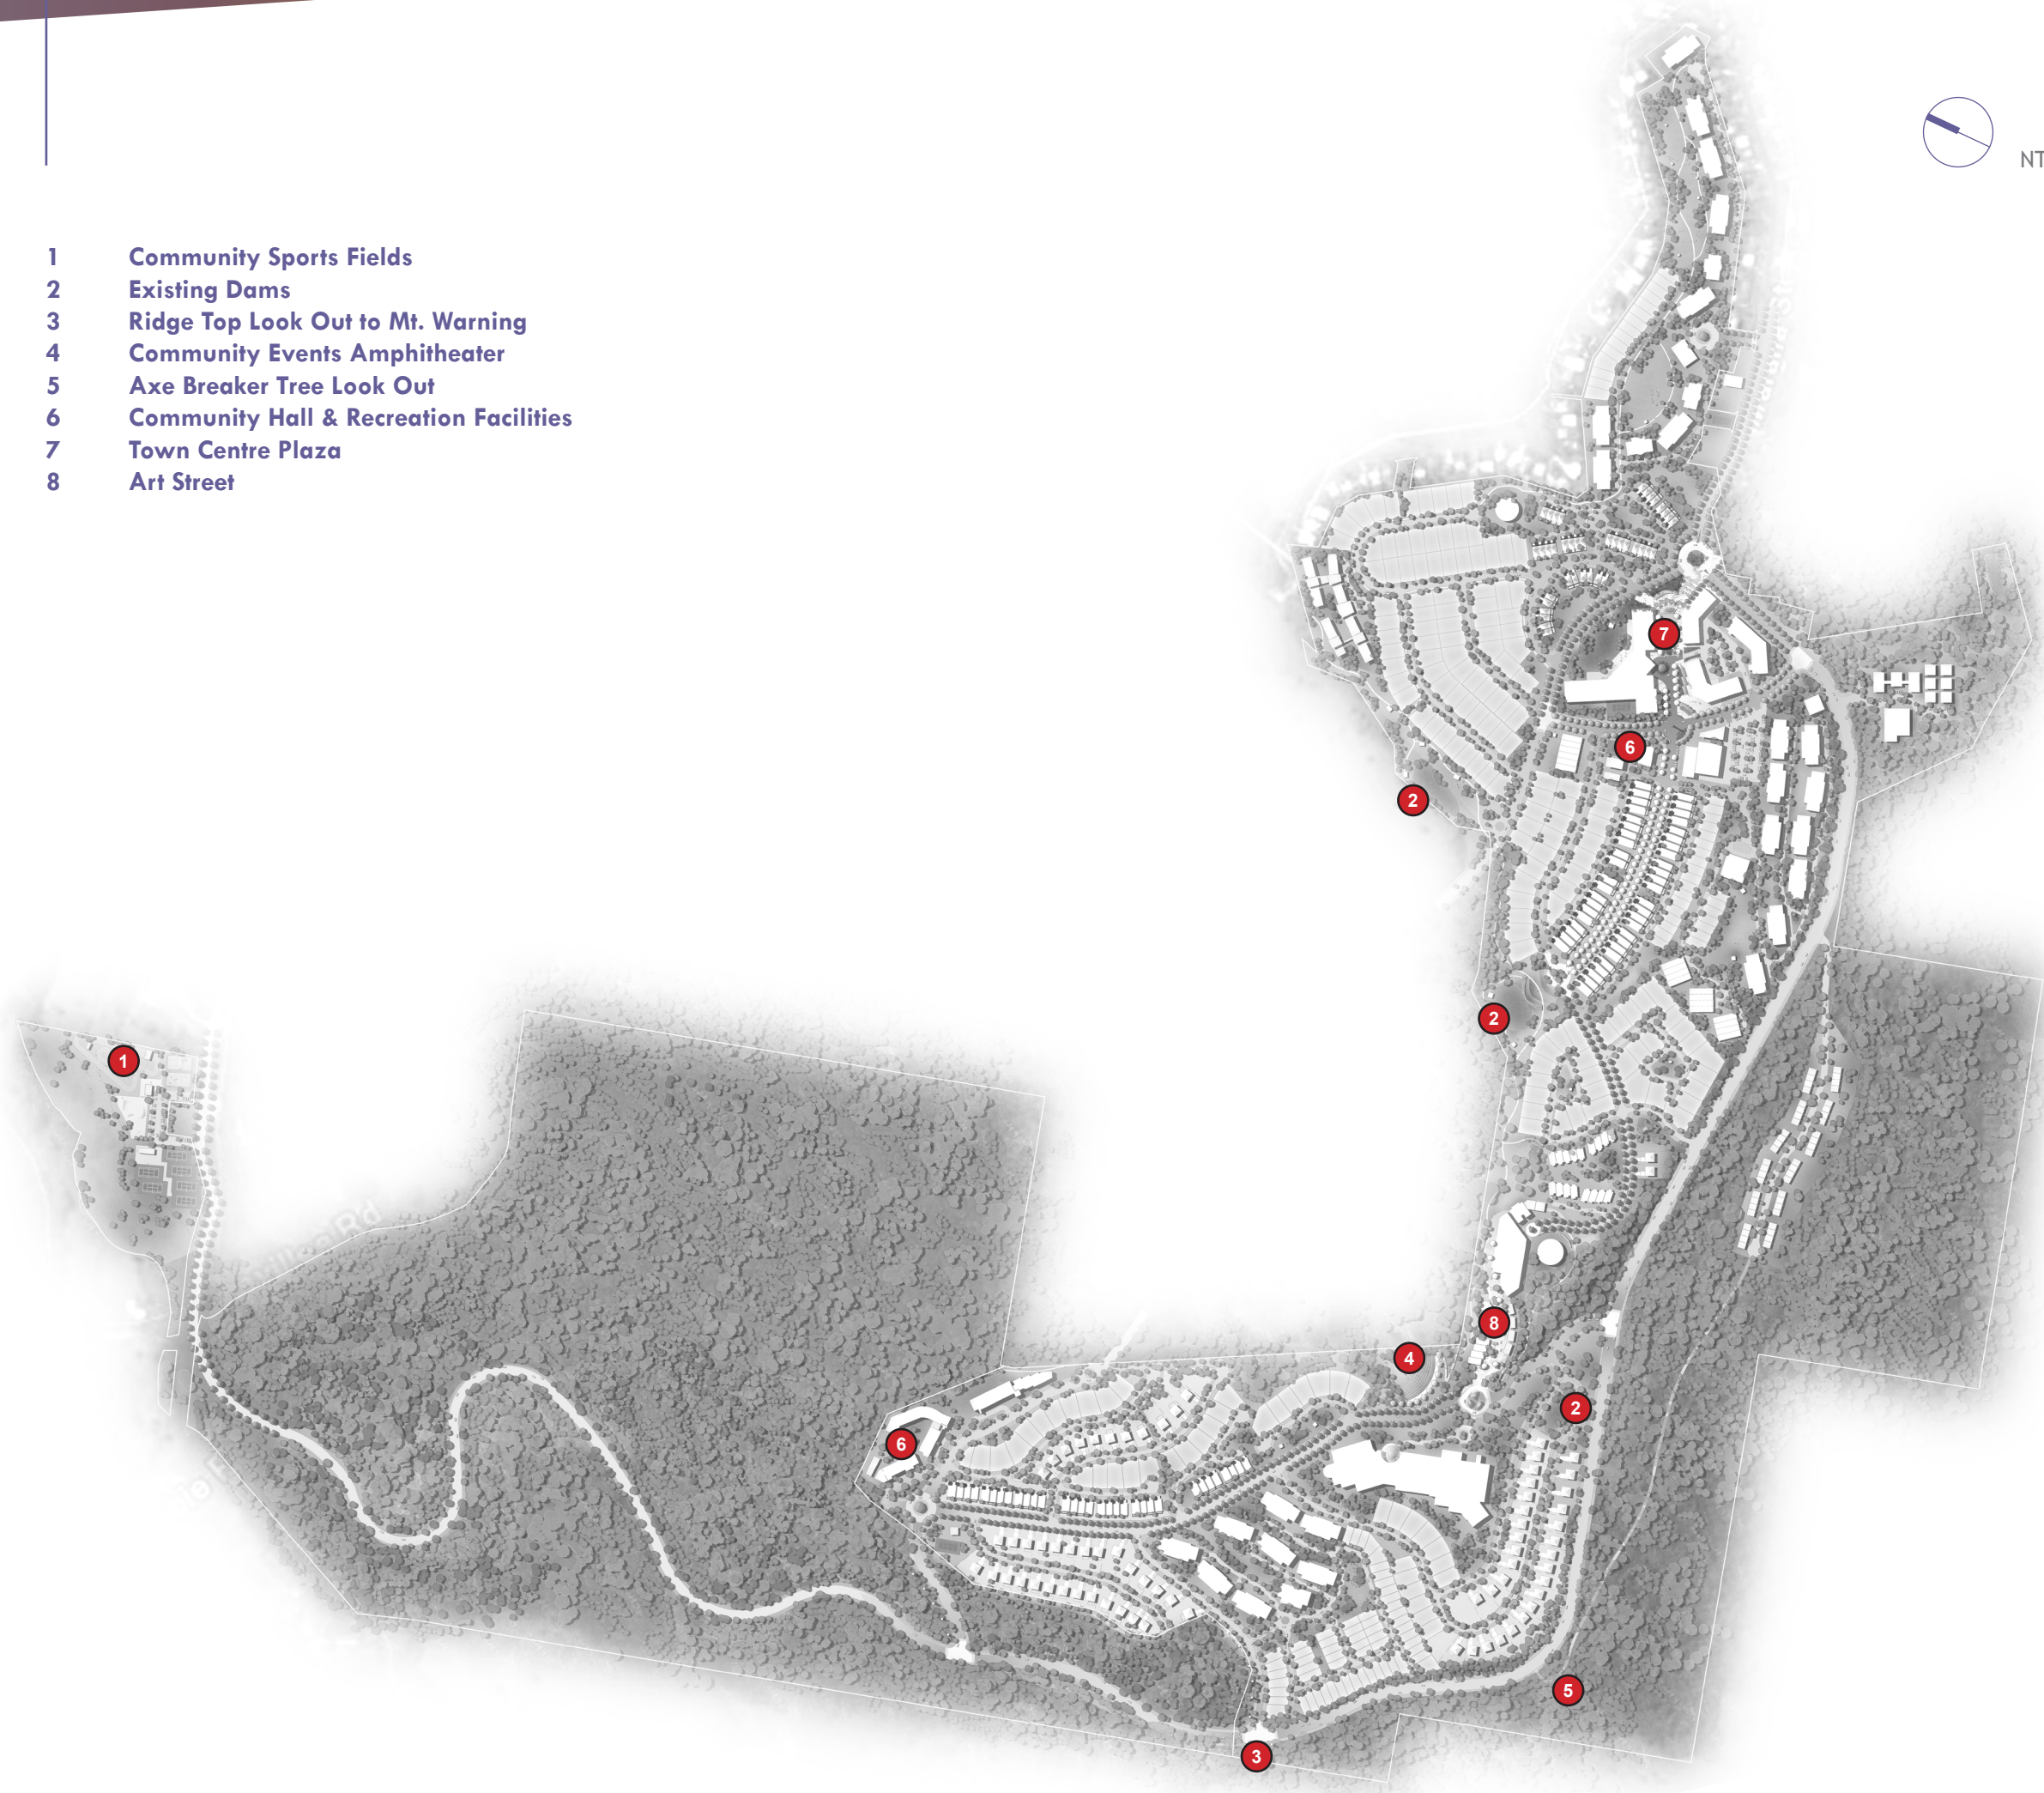 NT
1 Community Sports Fields
2 Existing Dams
3 Ridge Top Look Out to Mt. Warning
4 Community Events Amphitheater
5 Axe Breaker Tree Look Out
6 Community Hall & Recreation Facilities
7 Town Centre Plaza
8 Art Street
7
6
2
2
1
8
4
2
6
5
3